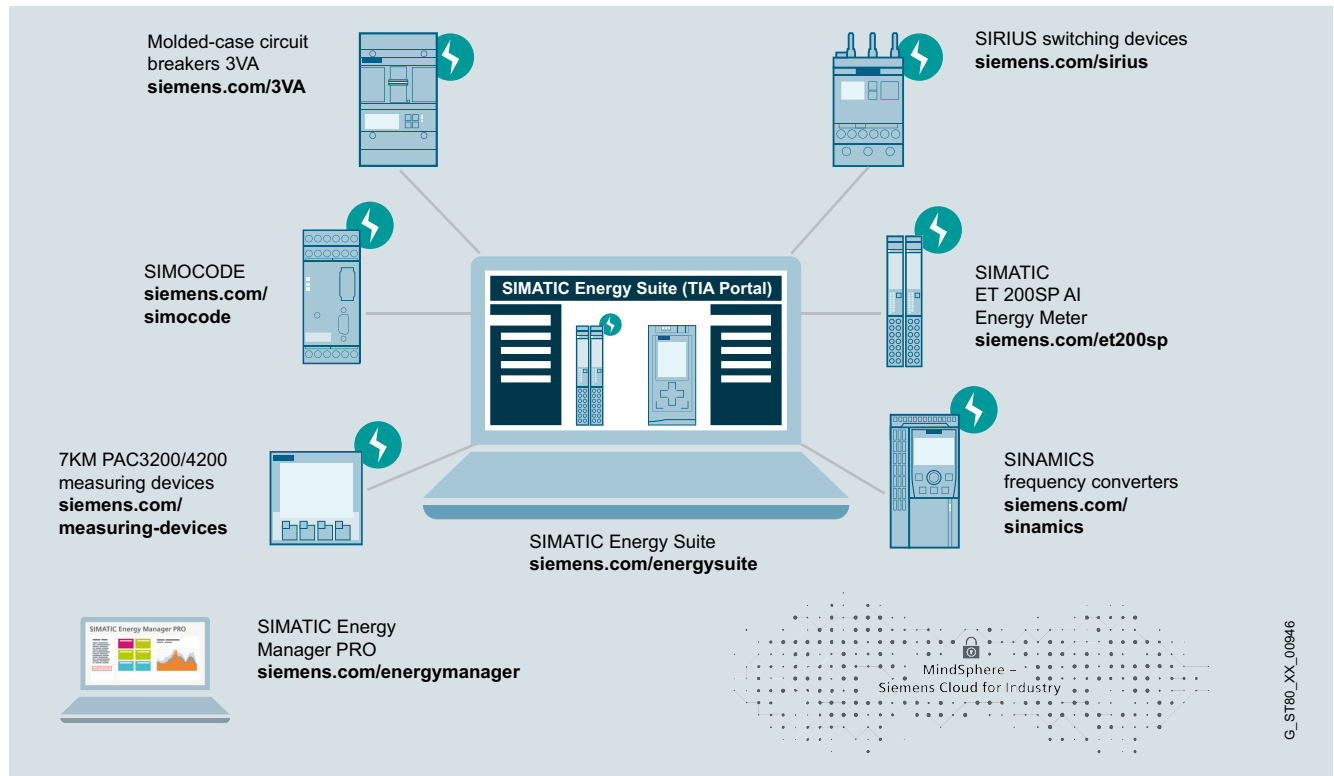 Molded-case circuit
breakers 3VA
siemens.com/3VA
SIRIUS switching devices
siemens.com/sirius
SIMOCODE
siemens.com/
simocode
SIMATIC Energy Suite (TIA Portal)
SIMATIC
ET 200SP AI
Energy Meter
siemens.com/et200sp
7KM PAC3200/4200
measuring devices
siemens.com/
measuring-devices
SINAMICS
frequency converters
siemens.com/
sinamics
SIMATIC Energy Suite
siemens.com/energysuite
SIMATIC Energy Manager PRO
SIMATIC Energy
Manager PRO
siemens.com/energymanager
MindSphere –
Siemens Cloud for Industry
G_ST80_XX_00946